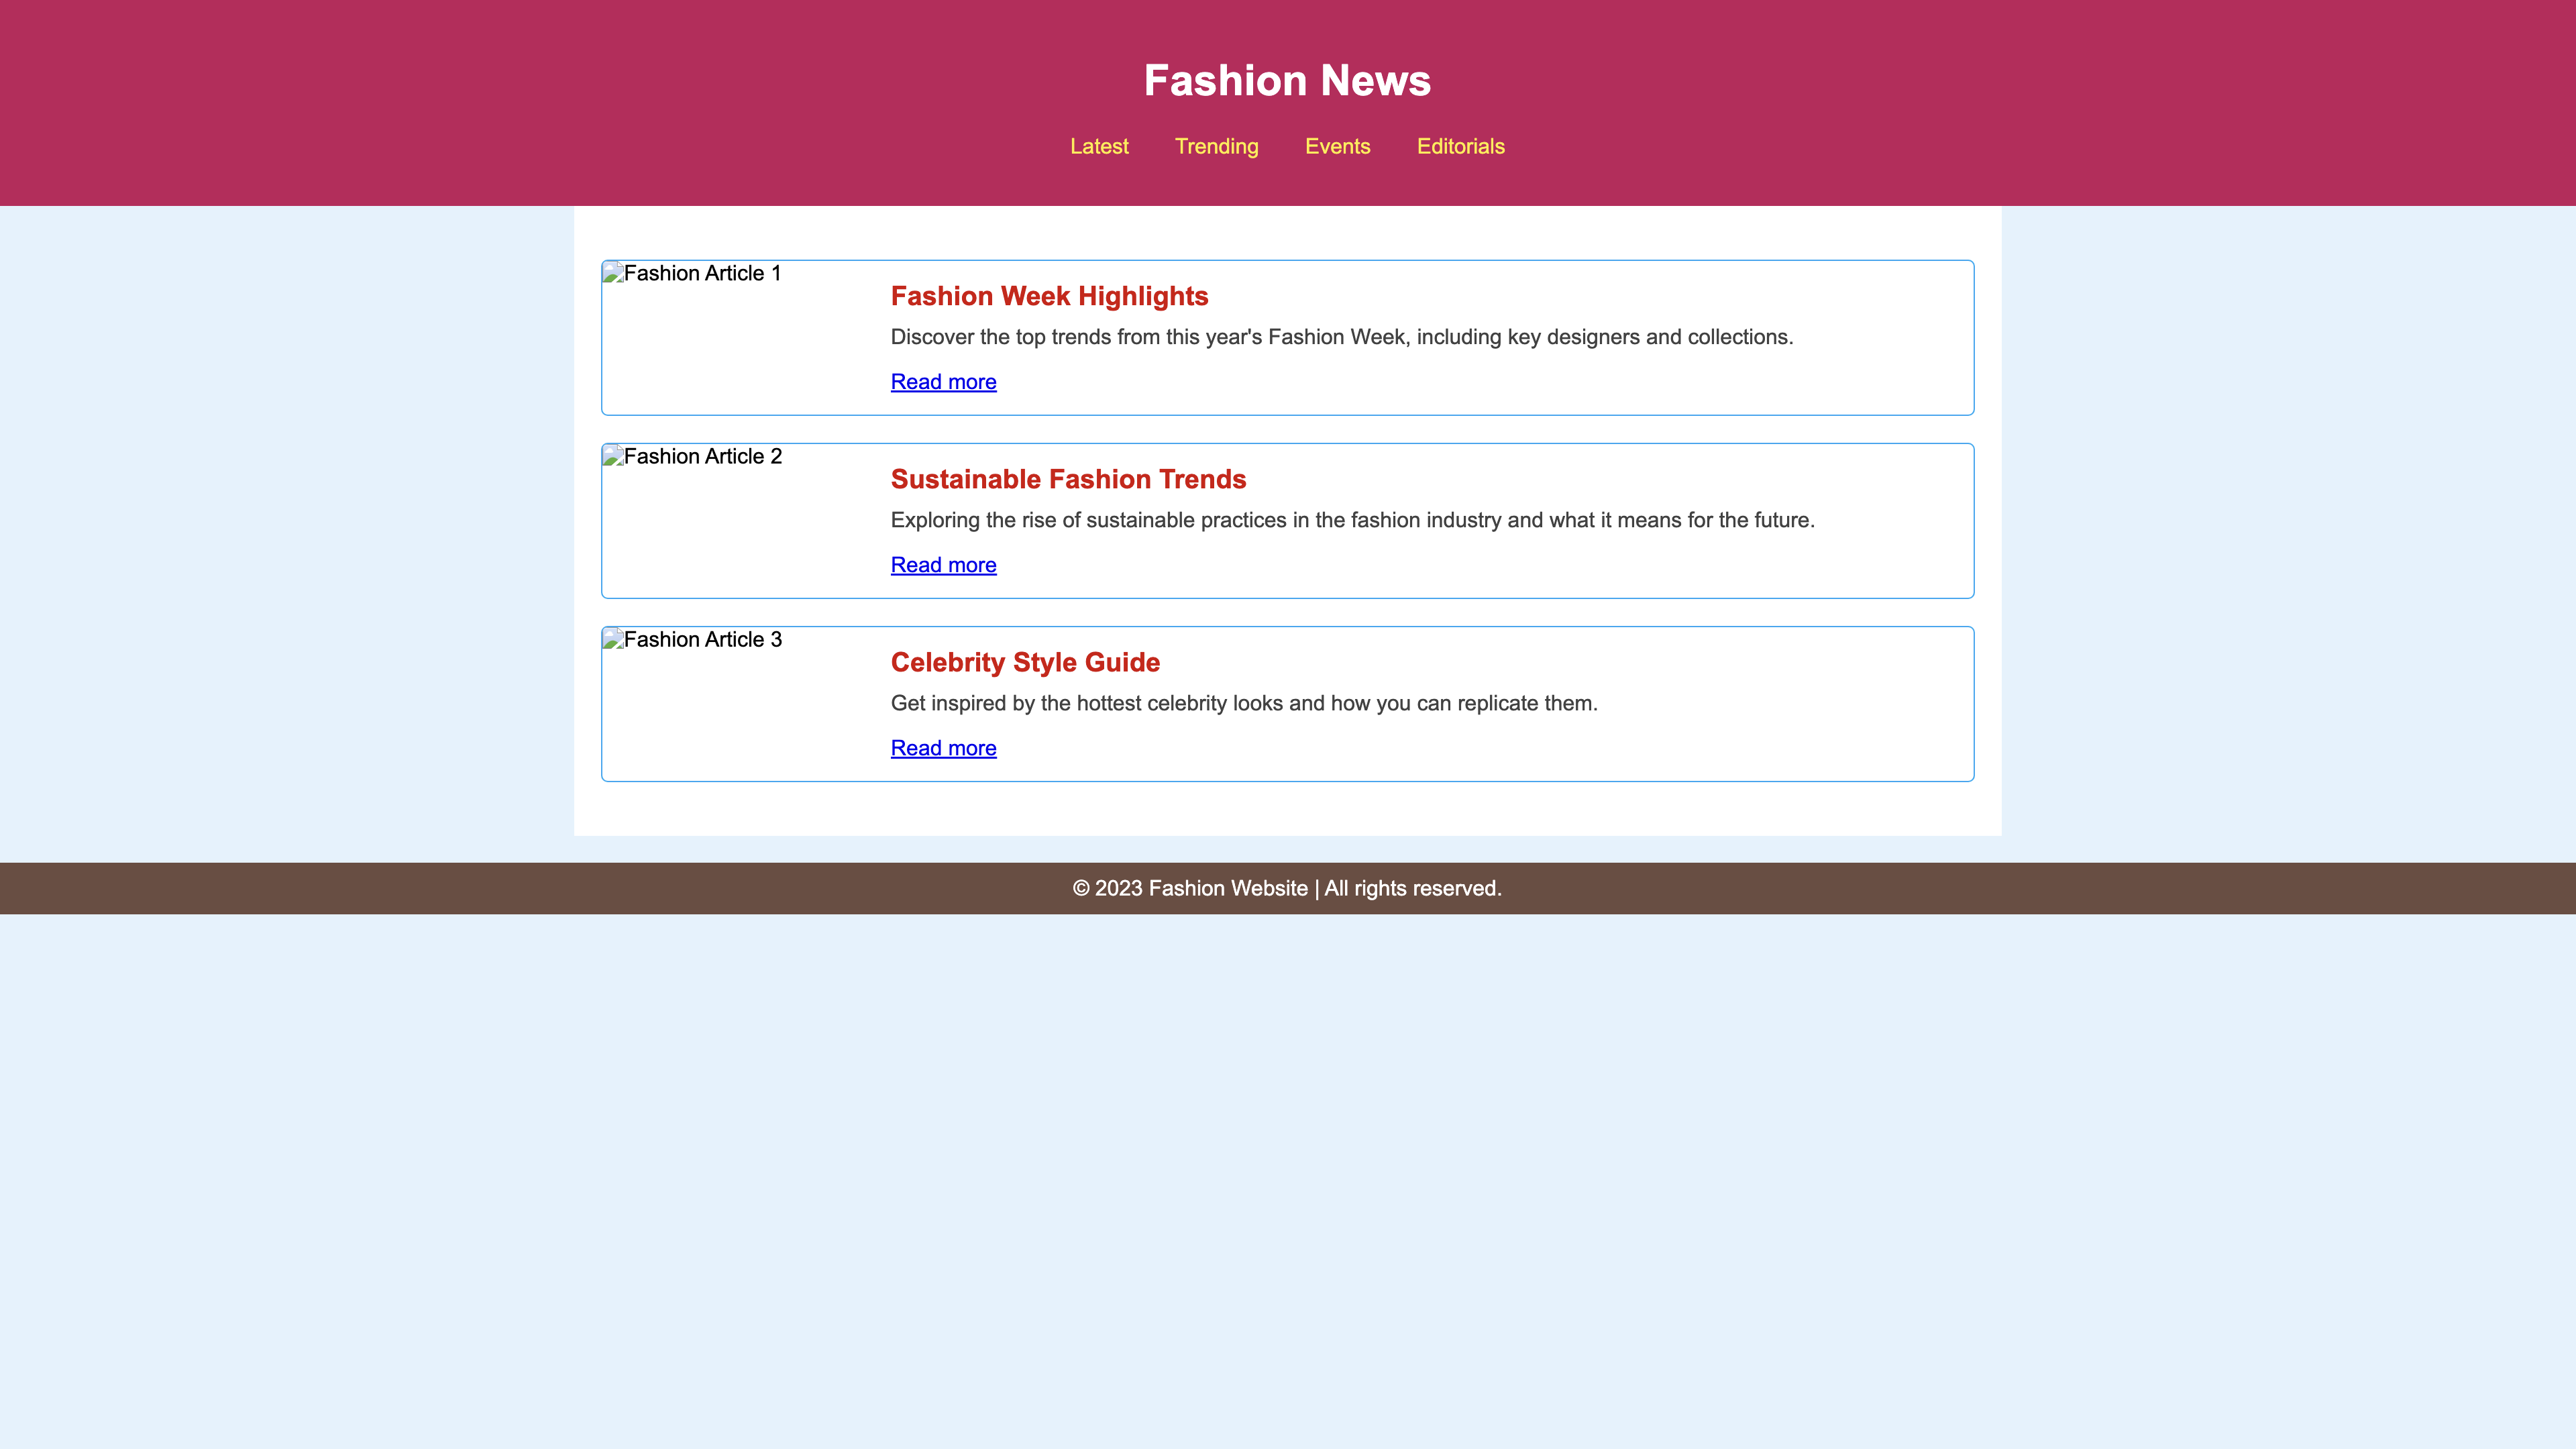 Fashion News
Latest Trending Events Editorials
Fashion Article 1
Fashion Week Highlights
Discover the top trends from this year's Fashion Week, including key designers and collections.
Read more
Fashion Article 2
Sustainable Fashion Trends
Exploring the rise of sustainable practices in the fashion industry and what it means for the future.
Read more
Fashion Article 3
Celebrity Style Guide
Get inspired by the hottest celebrity looks and how you can replicate them.
Read more
© 2023 Fashion Website | All rights reserved.